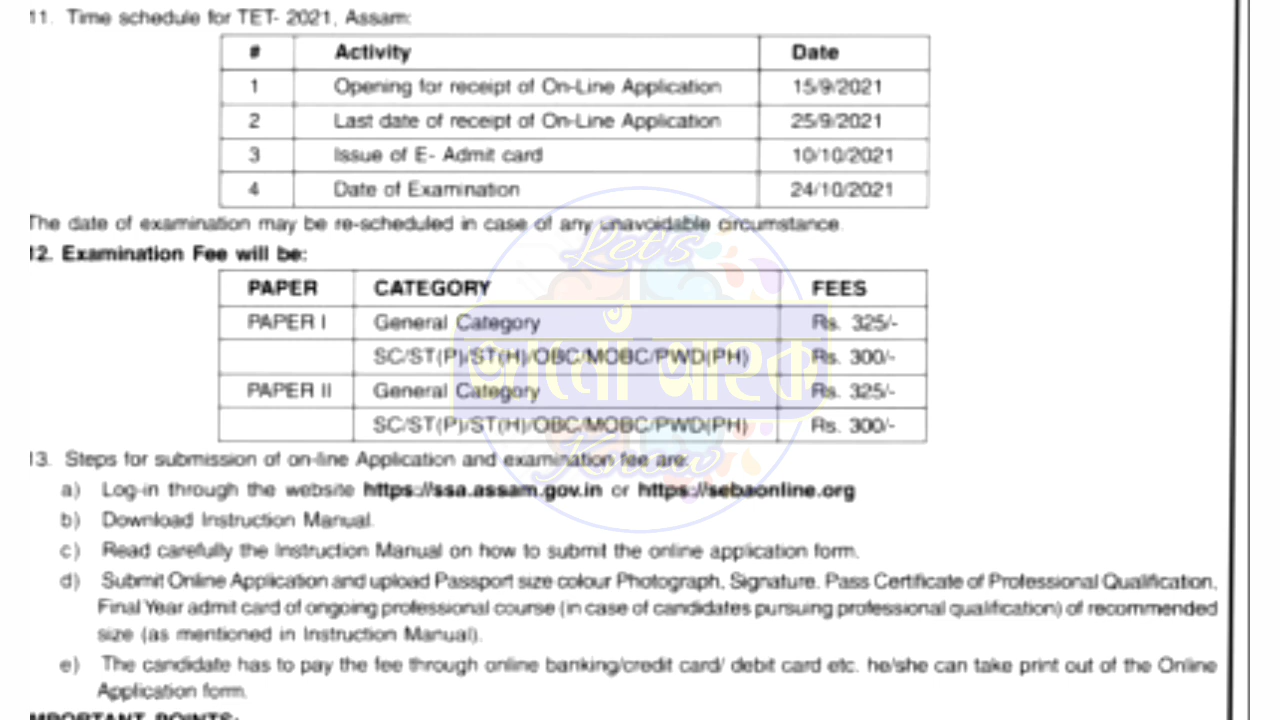 11. Time schedule for TET- 2021, Assam:
# Activity Date
1 Opening for receipt of On-Line Application 15/9/2021
2 Last date of receipt of On-Line Application 25/9/2021
3 Issue of E- Admit card 10/10/2021
4 Date of Examination 24/10/2021
The date of examination may be re-scheduled in case of any unavoidable circumstance.
12. Examination Fee will be:
PAPER CATEGORY FEES
PAPER I General Category Rs. 325/-
SC/ST(P)/ST(H)/OBC/MOBC/PWD(PH) Rs. 300/-
PAPER II General Category Rs. 325/-
SC/ST(P)/ST(H)/OBC/MOBC/PWD(PH) Rs. 300/-
13. Steps for submission of on-line Application and examination fee are:
a) Log-in through the website https://ssa.assam.gov.in or https://sebaonline.org
b) Download Instruction Manual.
c) Read carefully the Instruction Manual on how to submit the online application form.
d) Submit Online Application and upload Passport size colour Photograph, Signature. Pass Certificate of Professional Qualification,
Final Year admit card of ongoing professional course (in case of candidates pursuing professional qualification) of recommended
size (as mentioned in Instruction Manual).
e) The candidate has to pay the fee through online banking/credit card/ debit card etc. he/she can take print out of the Online
Application form.
IMPORTANT POINTS:
Let's
Know